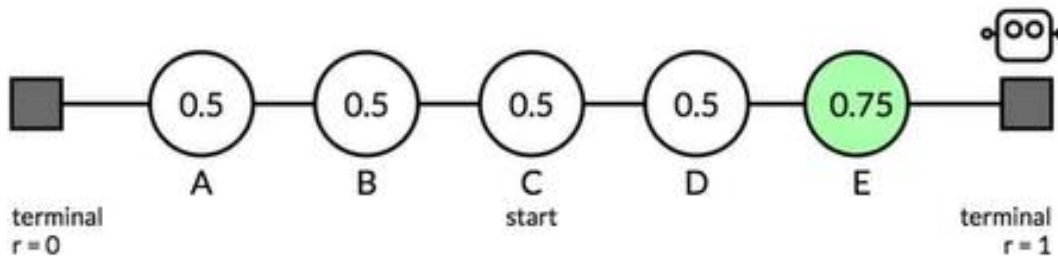 0.5 0.5 0.5 0.5 0.75
A B C D E
terminal start terminal
r = 0 r = 1